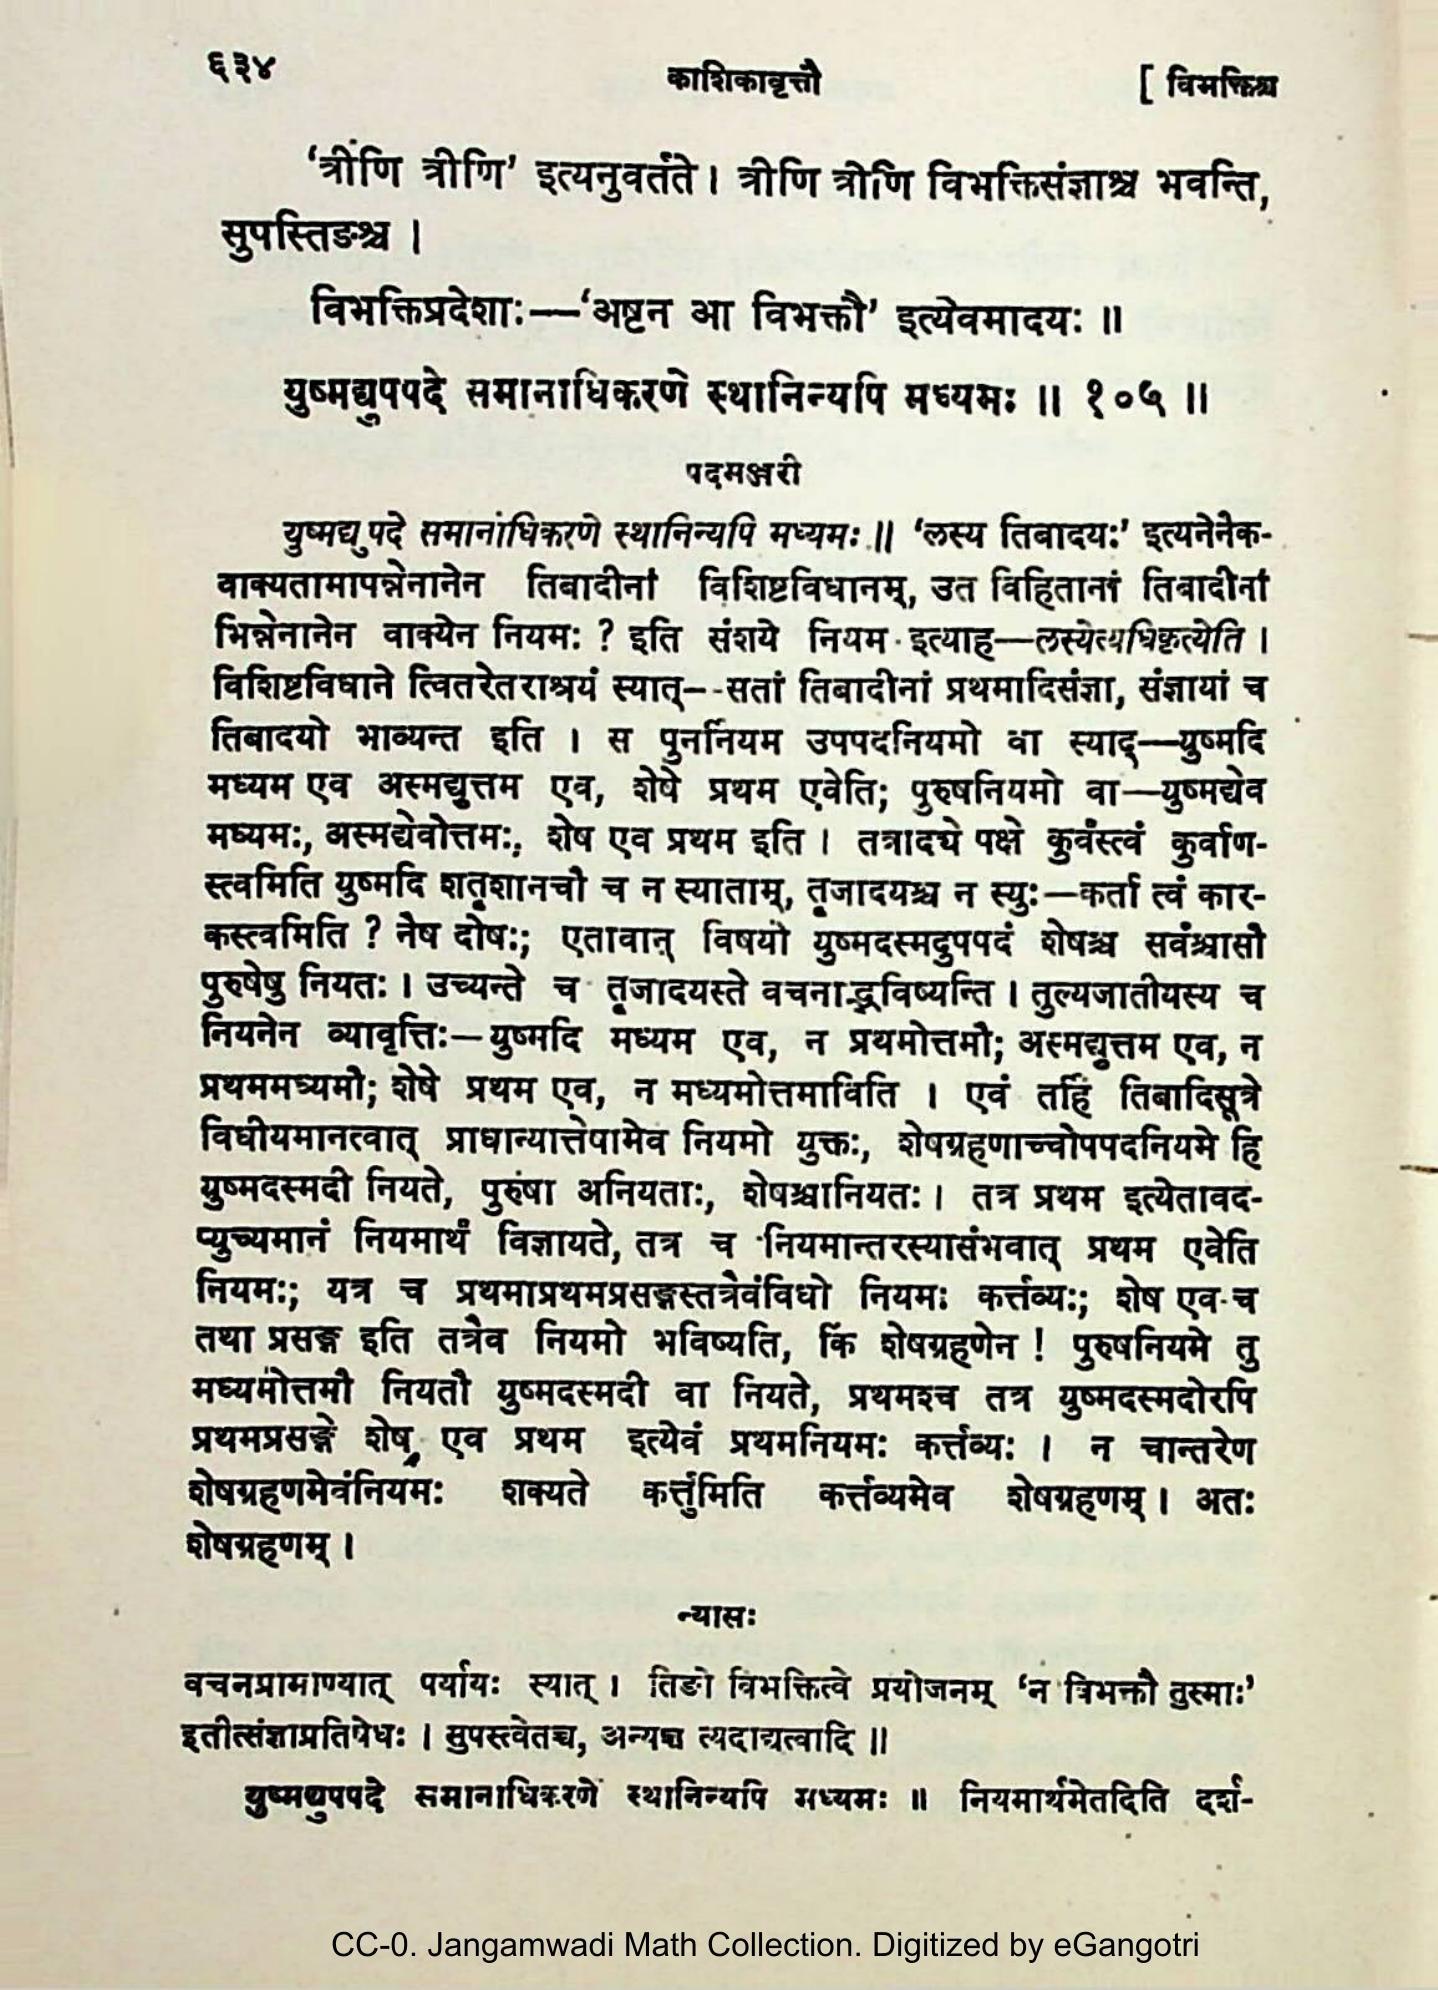 ६३४
काशिकावृत्तौ
[ विभक्तिश्च
‘त्रीणि त्रीणि’ इत्यनुवर्तते । त्रीणि त्रीणि विभक्तिसंज्ञाश्च भवन्ति,
सुपस्तिङश्च ।
विभक्तिप्रदेशाः—‘अष्टन आ विभक्तौ’ इत्येवमादयः ॥
युष्मद्युपपदे समानाधिकरणे स्थानिन्यपि मध्यमः ॥ १०५ ॥
पदमञ्जरी
युष्मद्युपदे समानाधिकरणे स्थानिन्यपि मध्यमः ॥ ‘लस्य तिबादयः’ इत्यनेनेक-
वाक्यतामापन्नेनानेन तिबादीनां विशिष्टविधानम्, उत विहितानां तिबादीनां
भिन्नेनानेन वाक्येन नियमः ? इति संशये नियम इत्याह—लस्येत्यधिकृत्येति ।
विशिष्टविधाने त्वितरेतराश्रयं स्यात्--सतां तिबादीनां प्रथमादिसंज्ञा, संज्ञायां च
तिबादयो भाव्यन्त इति । स पुनर्नियम उपपदनियमो वा स्याद्—युष्मदि
मध्यम एव अस्मद्युत्तम एव, शेषे प्रथम एवेति; पुरुषनियमो वा—युष्मद्येव
मध्यमः, अस्मद्येवोत्तमः, शेष एव प्रथम इति । तत्राद्ये पक्षे कुर्वंस्त्वं कुर्वाण-
स्त्वमिति युष्मदि शतृशानचौ च न स्याताम्, तृजादयश्च न स्युः—कर्ता त्वं कार-
कस्त्वमिति ? नैष दोषः; एतावान् विषयो युष्मदस्मदुपपदं शेषश्च सर्वश्चासौ
पुरुषेषु नियतः । उच्यन्ते च तृजादयस्ते वचनाद्भविष्यन्ति । तुल्यजातीयस्य च
नियनेन व्यावृत्तिः—युष्मदि मध्यम एव, न प्रथमोत्तमौ; अस्मद्युत्तम एव, न
प्रथममध्यमौ; शेषे प्रथम एव, न मध्यमोत्तमाविति । एवं तर्हि तिबादिसूत्रे
विधीयमानत्वात् प्राधान्यात्तेषामेव नियमो युक्तः, शेषग्रहणाच्चोपपदनियमे हि
युष्मदस्मदी नियते, पुरुषा अनियताः, शेषश्चानियतः । तत्र प्रथम इत्येतावद-
प्युच्यमानं नियमार्थं विज्ञायते, तत्र च नियमान्तरस्यासंभवात् प्रथम एवेति
नियमः; यत्र च प्रथमाप्रथमप्रसङ्गस्तत्रेवंविधो नियमः कर्त्तव्यः; शेष एव च
तथा प्रसङ्ग इति तत्रैव नियमो भविष्यति, किं शेषग्रहणेन ! पुरुषनियमे तु
मध्यमोत्तमौ नियतौ युष्मदस्मदी वा नियते, प्रथमश्च तत्र युष्मदस्मदोरपि
प्रथमप्रसङ्गे शेष एव प्रथम इत्येवं प्रथमनियमः कर्त्तव्यः । न चान्तरेण
शेषग्रहणमेवंनियमः शक्यते कर्त्तुमिति कर्त्तव्यमेव शेषग्रहणम् । अतः
शेषग्रहणम् ।
न्यासः
वचनप्रामाण्यात् पर्यायः स्यात् । तिङो विभक्तित्वे प्रयोजनम् ‘न विभक्तौ तुस्माः’
इतीत्संज्ञाप्रतिषेधः । सुपस्त्वेतच्च, अन्यच्च त्यदाद्यत्वादि ॥
युष्मद्युपपदे समानाधिकरणे स्थानिन्यपि मध्यमः ॥ नियमार्थमेतदिति दर्श-
CC-0. Jangamwadi Math Collection. Digitized by eGangotri